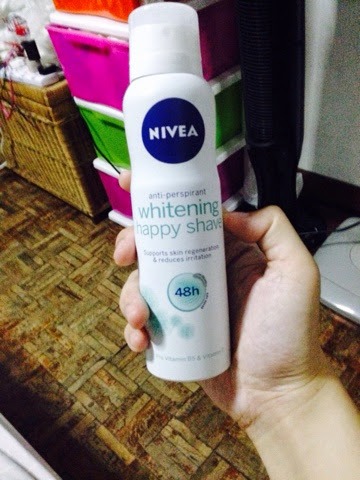 NIVEA
anti-perspirant
whitening
happy shave
Supports skin regeneration
& reduces irritation
48h